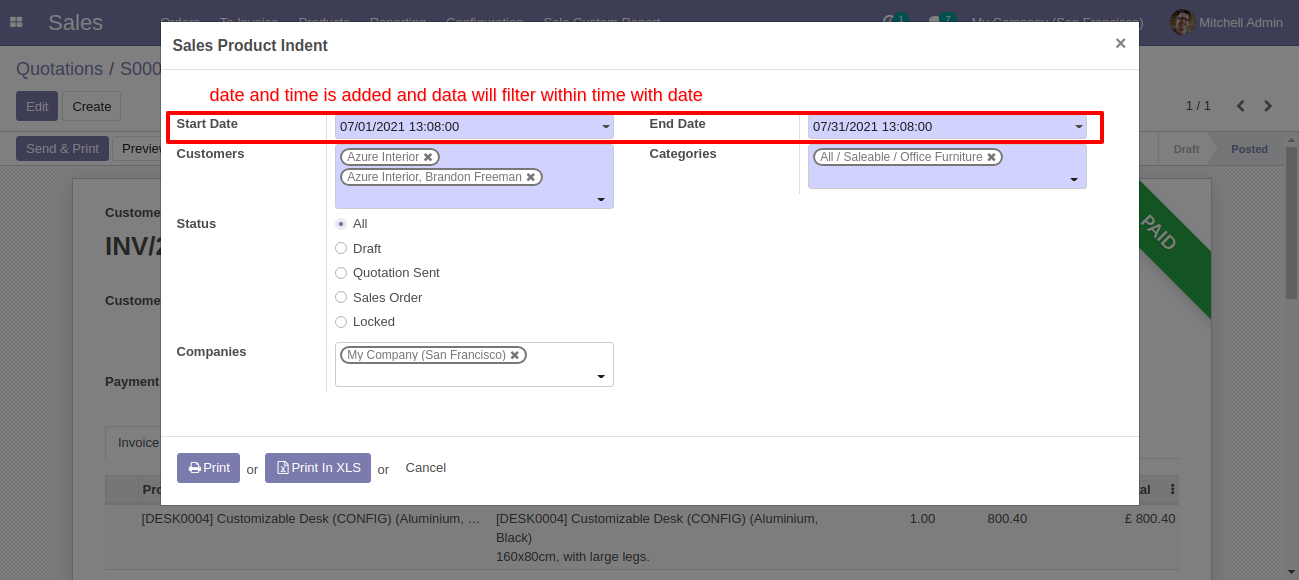 Sales Orders To Invoice Products Reporting Configuration Sale Custom Report 1 7 My Company (San Francisco) Mitchell Admin
Sales Product Indent ×
Quotations / S000
date and time is added and data will filter within time with date
Edit Create 1 / 1
Start Date 07/01/2021 13:08:00 End Date 07/31/2021 13:08:00
Send & Print Preview Draft Posted
Customers Azure Interior Categories All / Saleable / Office Furniture
Azure Interior, Brandon Freeman
Custome
Status All
PAID
INV/2
Draft
Quotation Sent
Custome
Sales Order
Locked
Companies My Company (San Francisco)
Payment
Invoice
Print or Print In XLS or Cancel
Pro al
[DESK0004] Customizable Desk (CONFIG) (Aluminium, … [DESK0004] Customizable Desk (CONFIG) (Aluminium, 1.00 800.40 £ 800.40
Black)
160x80cm, with large legs.